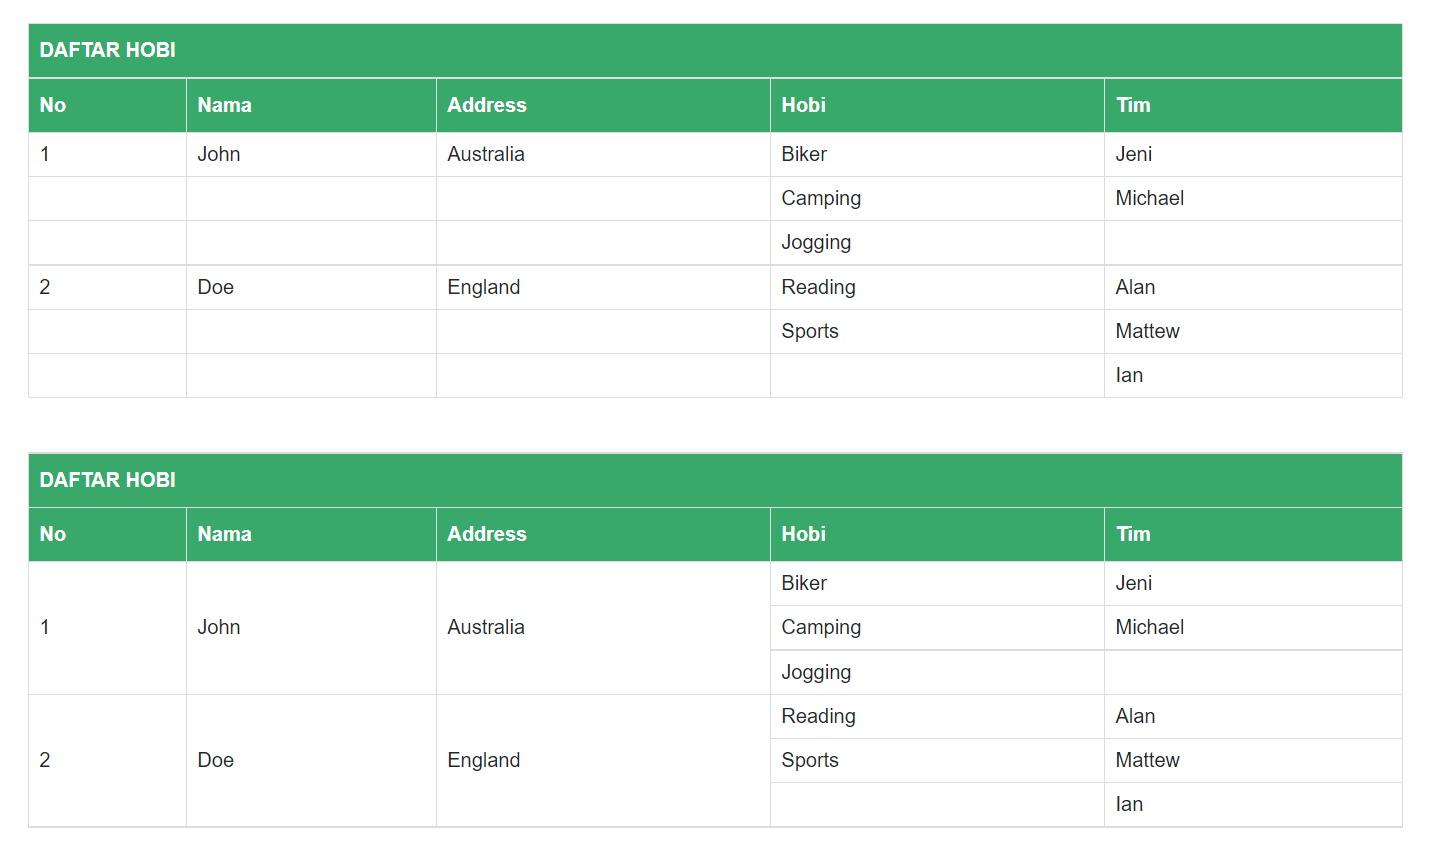 DAFTAR HOBI
No Nama Address Hobi Tim
1 John Australia Biker Jeni
Camping Michael
Jogging
2 Doe England Reading Alan
Sports Mattew
Ian
DAFTAR HOBI
No Nama Address Hobi Tim
Biker Jeni
1 John Australia Camping Michael
Jogging
Reading Alan
2 Doe England Sports Mattew
Ian